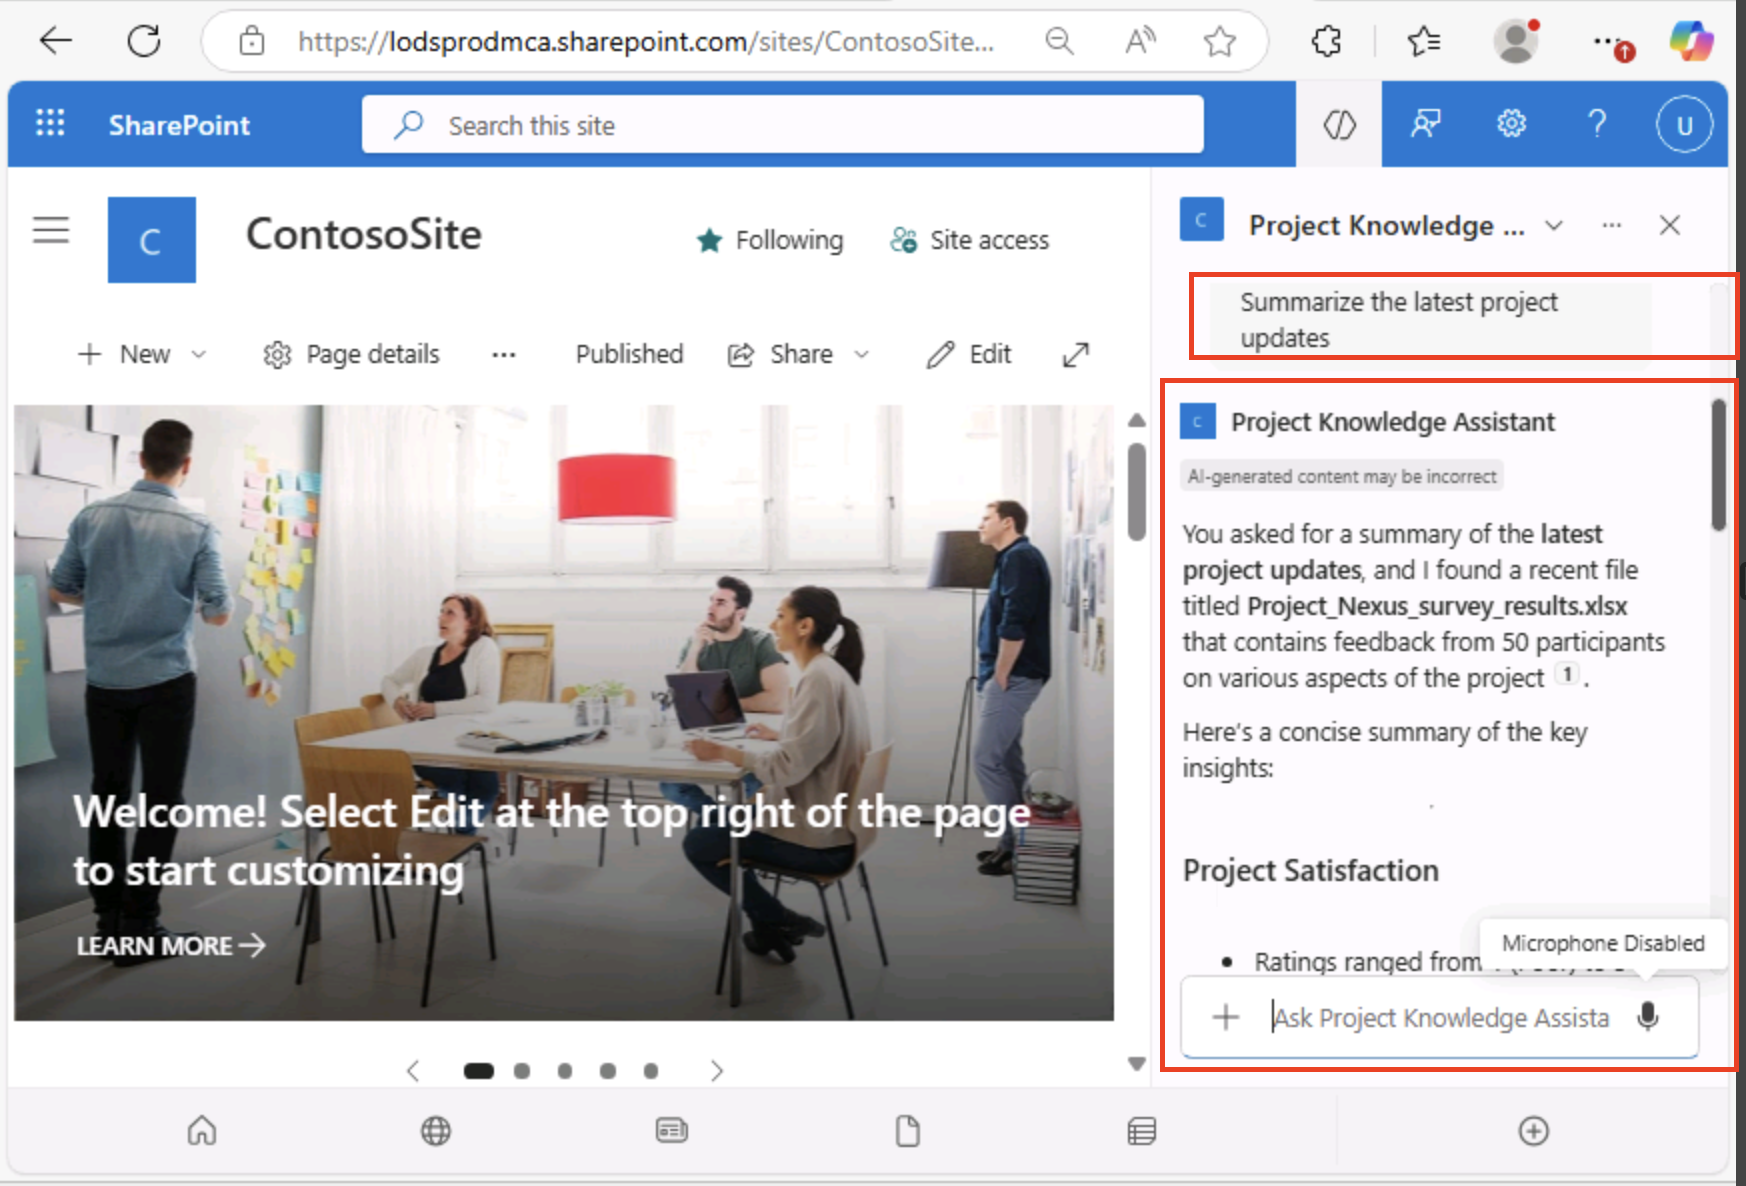 https://lodsprodmca.sharepoint.com/sites/ContosoSite...
SharePoint
Search this site
U
C
ContosoSite
Following
Site access
New
Page details
...
Published
Share
Edit
Welcome! Select Edit at the top right of the page
to start customizing
LEARN MORE
C
Project Knowledge ...
Summarize the latest project
updates
C
Project Knowledge Assistant
AI-generated content may be incorrect
You asked for a summary of the latest
project updates, and I found a recent file
titled Project_Nexus_survey_results.xlsx
that contains feedback from 50 participants
on various aspects of the project 1.
Here's a concise summary of the key
insights:
Project Satisfaction
• Ratings ranged from
Microphone Disabled
Ask Project Knowledge Assista